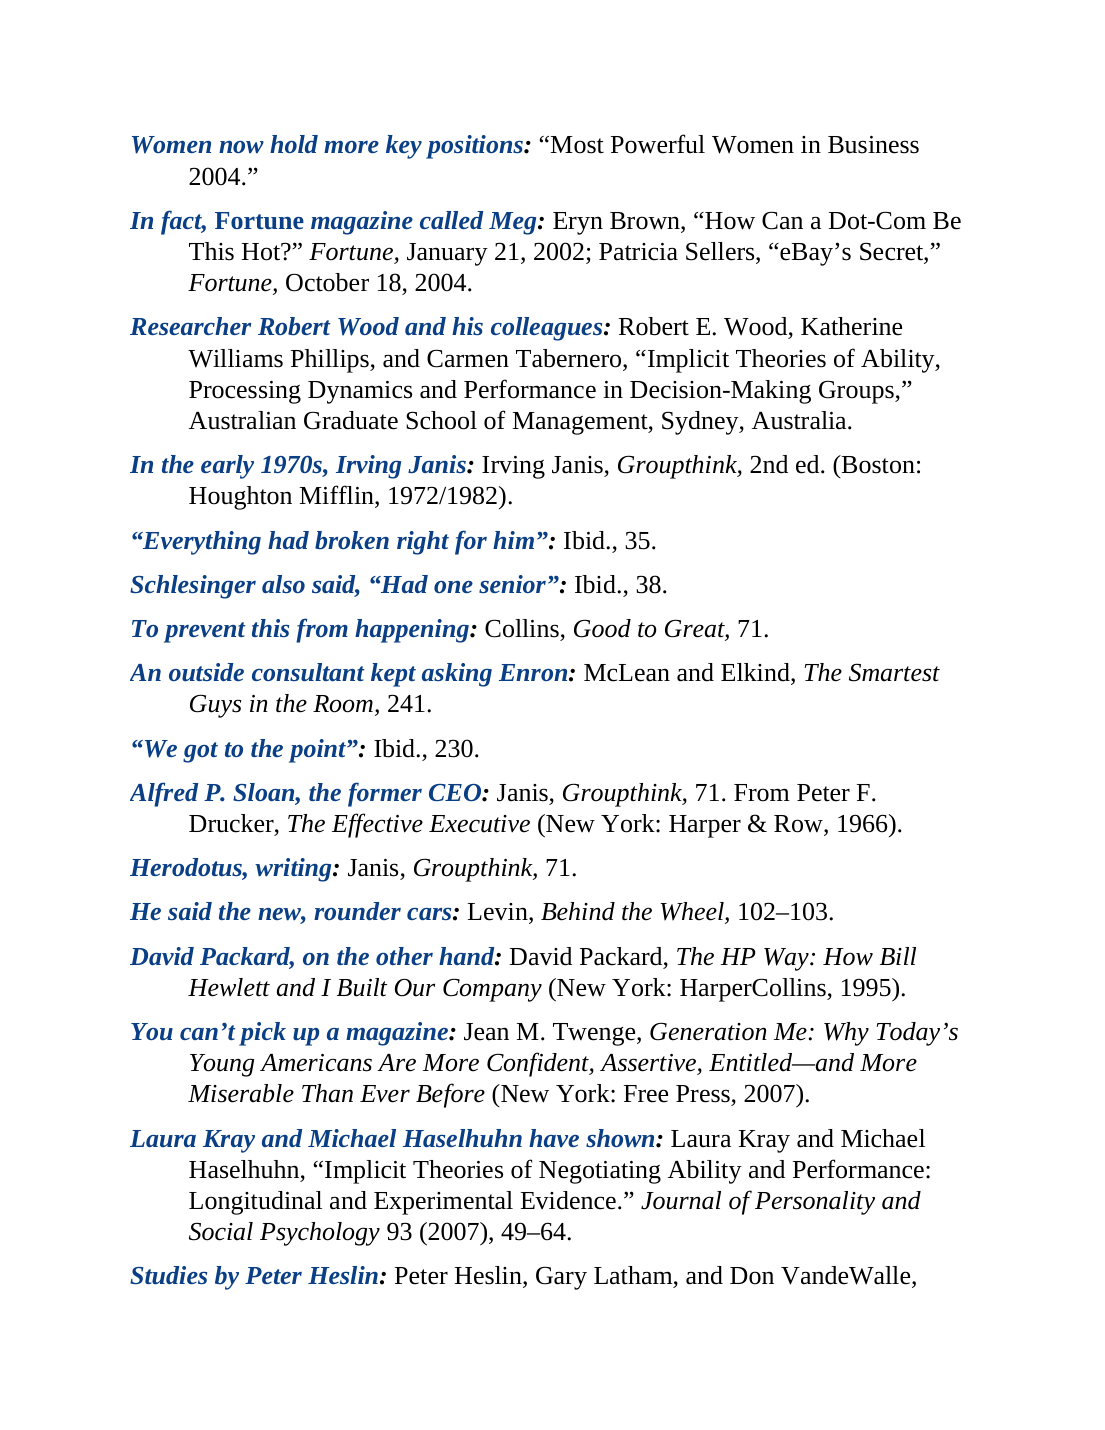 Women now hold more key positions: “Most Powerful Women in Business
2004.”
In fact, Fortune magazine called Meg: Eryn Brown, “How Can a Dot-Com Be
This Hot?” Fortune, January 21, 2002; Patricia Sellers, “eBay’s Secret,”
Fortune, October 18, 2004.
Researcher Robert Wood and his colleagues: Robert E. Wood, Katherine
Williams Phillips, and Carmen Tabernero, “Implicit Theories of Ability,
Processing Dynamics and Performance in Decision-Making Groups,”
Australian Graduate School of Management, Sydney, Australia.
In the early 1970s, Irving Janis: Irving Janis, Groupthink, 2nd ed. (Boston:
Houghton Mifflin, 1972/1982).
“Everything had broken right for him”: Ibid., 35.
Schlesinger also said, “Had one senior”: Ibid., 38.
To prevent this from happening: Collins, Good to Great, 71.
An outside consultant kept asking Enron: McLean and Elkind, The Smartest
Guys in the Room, 241.
“We got to the point”: Ibid., 230.
Alfred P. Sloan, the former CEO: Janis, Groupthink, 71. From Peter F.
Drucker, The Effective Executive (New York: Harper & Row, 1966).
Herodotus, writing: Janis, Groupthink, 71.
He said the new, rounder cars: Levin, Behind the Wheel, 102–103.
David Packard, on the other hand: David Packard, The HP Way: How Bill
Hewlett and I Built Our Company (New York: HarperCollins, 1995).
You can’t pick up a magazine: Jean M. Twenge, Generation Me: Why Today’s
Young Americans Are More Confident, Assertive, Entitled—and More
Miserable Than Ever Before (New York: Free Press, 2007).
Laura Kray and Michael Haselhuhn have shown: Laura Kray and Michael
Haselhuhn, “Implicit Theories of Negotiating Ability and Performance:
Longitudinal and Experimental Evidence.” Journal of Personality and
Social Psychology 93 (2007), 49–64.
Studies by Peter Heslin: Peter Heslin, Gary Latham, and Don VandeWalle,